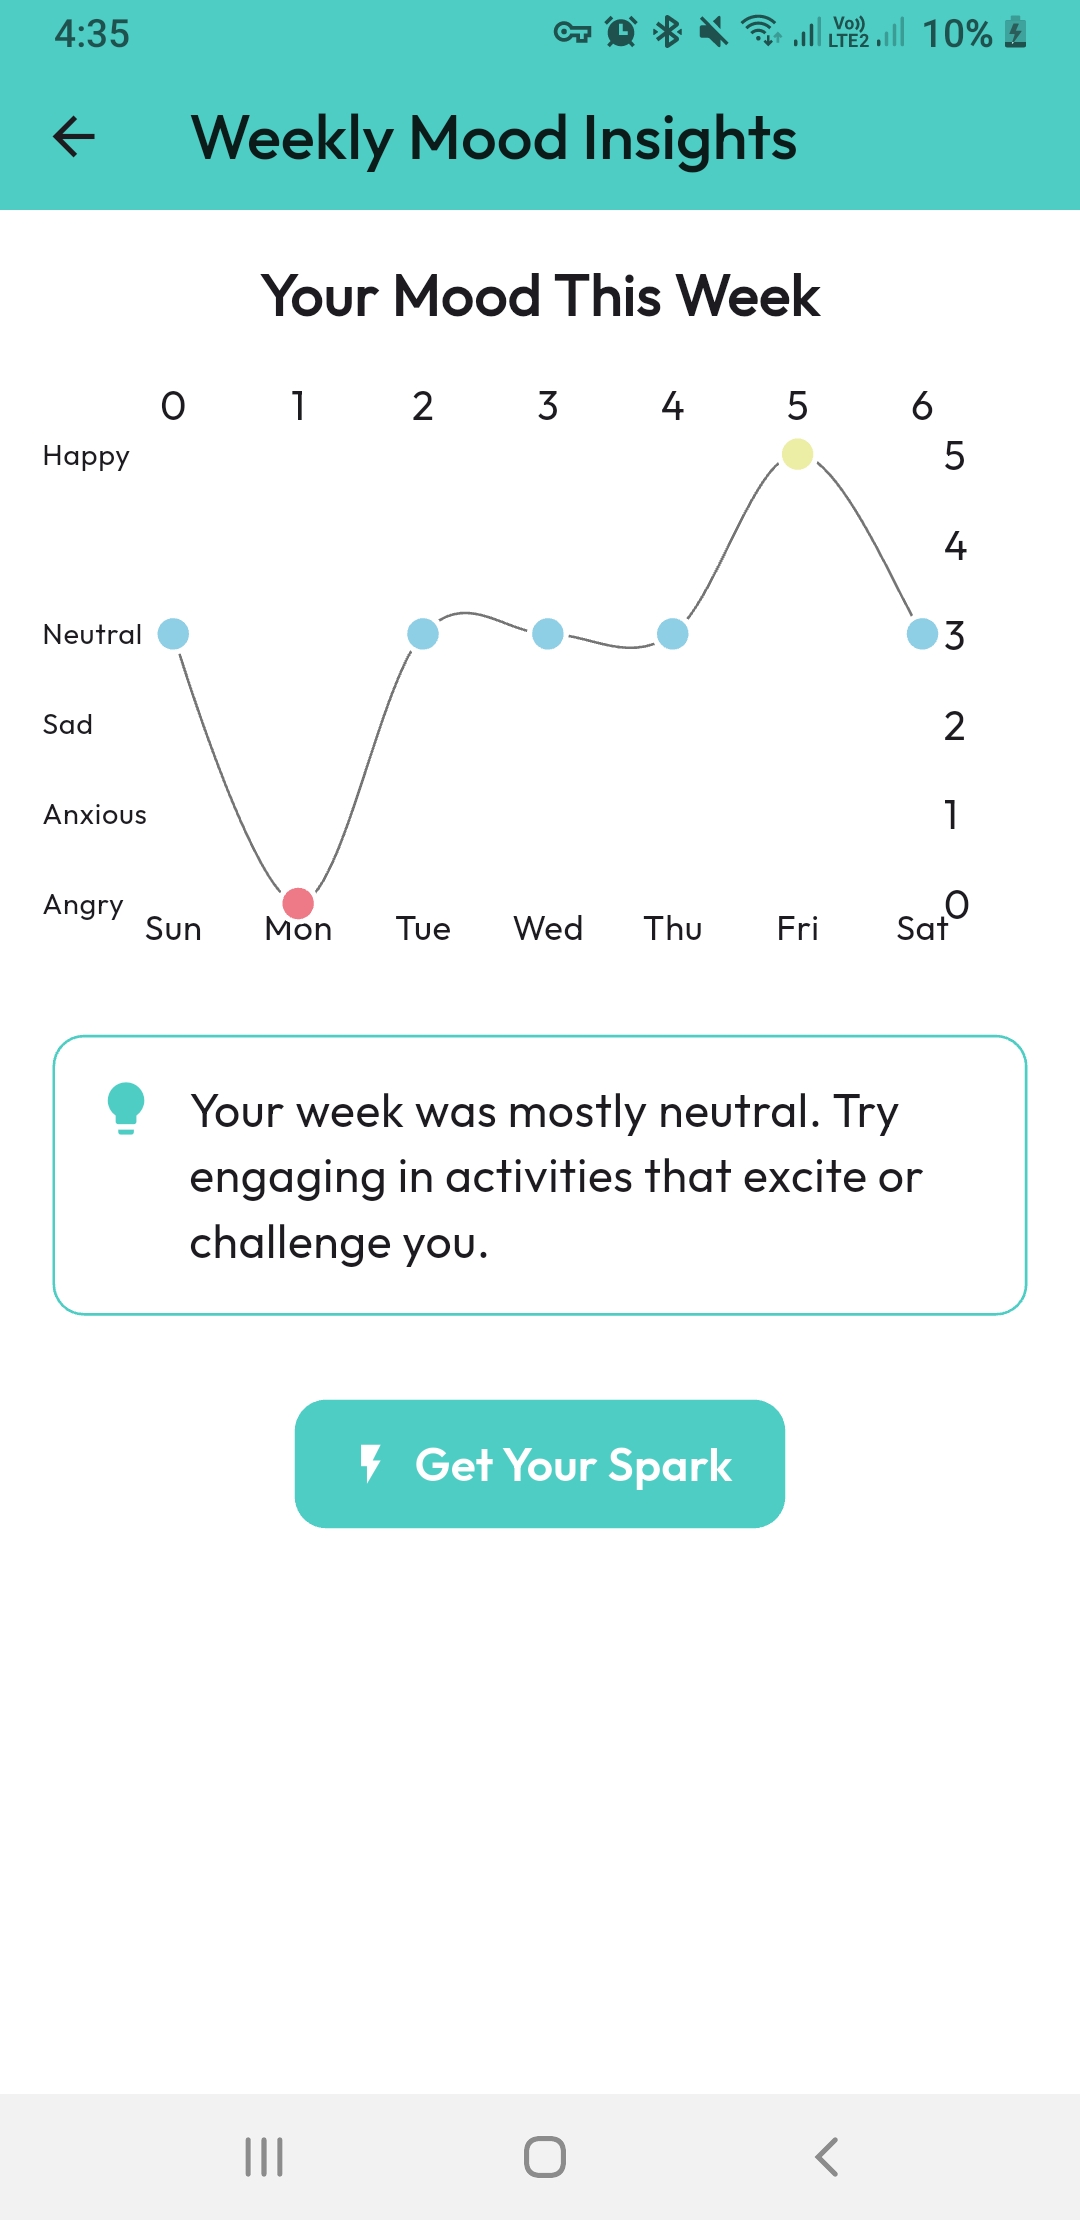 4:35 Vo)) LTE2 10%
Weekly Mood Insights
Your Mood This Week
0 1 2 3 4 5 6
Happy 5
4
Neutral 3
Sad 2
Anxious 1
Angry 0
Sun Mon Tue Wed Thu Fri Sat
Your week was mostly neutral. Try
engaging in activities that excite or
challenge you.
Get Your Spark